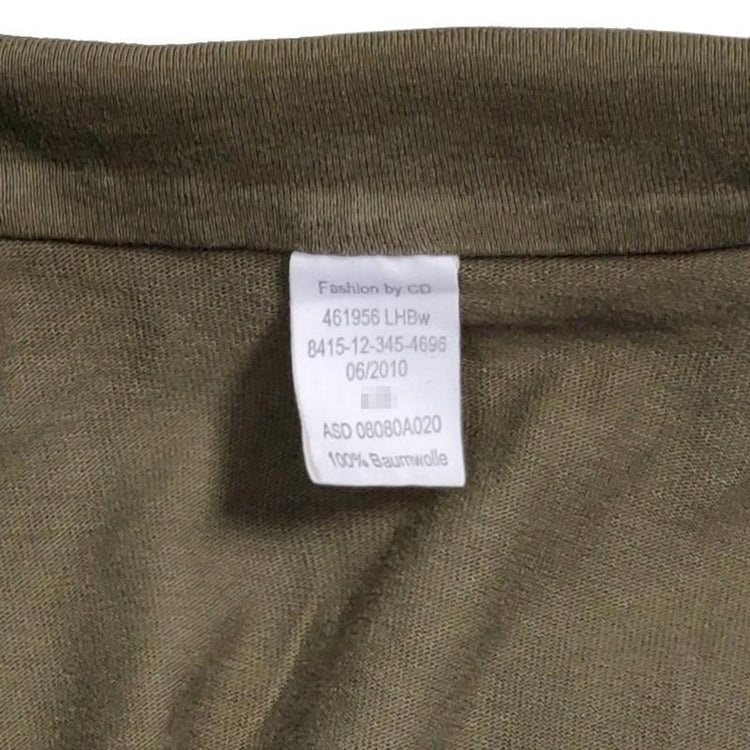 Fashion by CD
461956 LHBw
8415-12-345-4696
06/2010
ASD 08080A020
100% Baumwolle